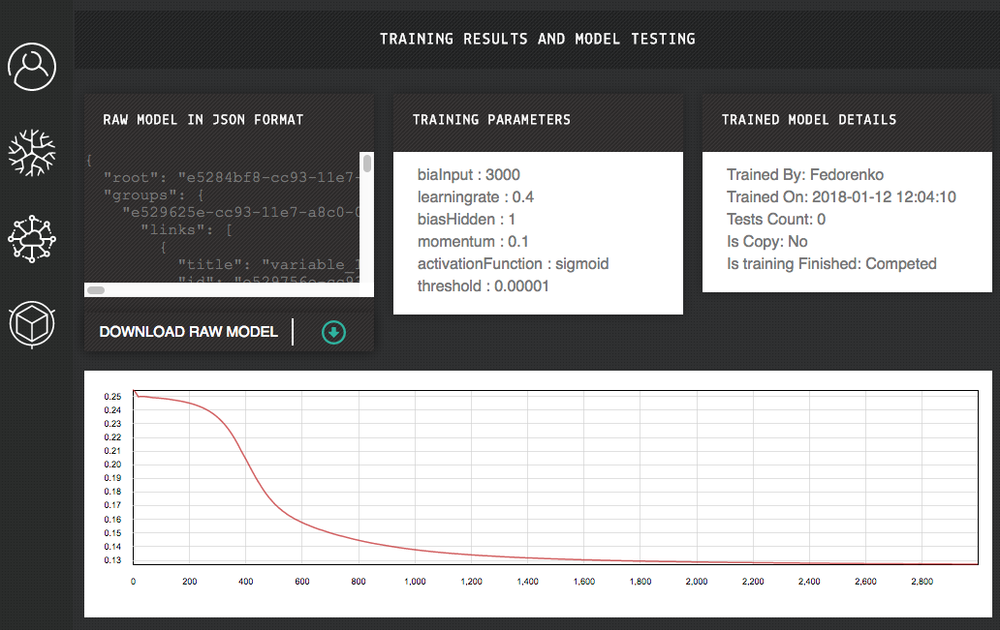 TRAINING RESULTS AND MODEL TESTING
RAW MODEL IN JSON FORMAT
{
"root": "e5284bf8-cc93-11e7-
"groups": {
"e529625e-cc93-11e7-a8c0-0
"links": [
{
"title": "variable_1
"id": "e529756e-cc93
DOWNLOAD RAW MODEL
TRAINING PARAMETERS
biaInput : 3000
learningrate : 0.4
biasHidden : 1
momentum : 0.1
activationFunction : sigmoid
threshold : 0.00001
TRAINED MODEL DETAILS
Trained By: Fedorenko
Trained On: 2018-01-12 12:04:10
Tests Count: 0
Is Copy: No
Is training Finished: Competed
0.25
0.24
0.23
0.22
0.21
0.20
0.19
0.18
0.17
0.16
0.15
0.14
0.13
0 200 400 600 800 1,000 1,200 1,400 1,600 1,800 2,000 2,200 2,400 2,600 2,800